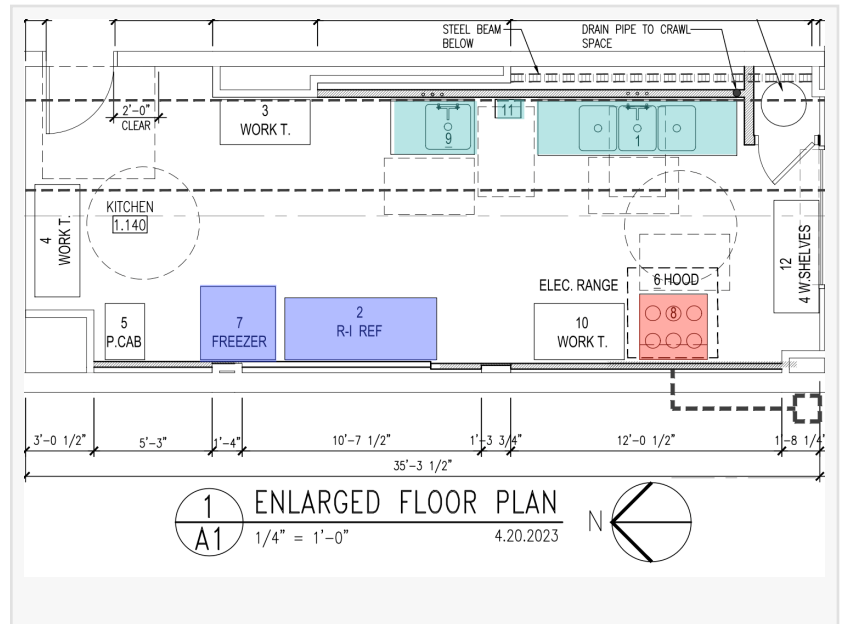 STEEL BEAM
BELOW
DRAIN PIPE TO CRAWL
SPACE
2'-0"
CLEAR
3
WORK T.
9
11
1
KITCHEN
1.140
4
WORK T.
12
4 W.SHELVES
5
P.CAB
7
FREEZER
2
R-I REF
ELEC. RANGE
6 HOOD
8
10
WORK T.
3'-0 1/2"
5'-3"
1'-4"
10'-7 1/2"
1'-3 3/4"
12'-0 1/2"
1'-8 1/4"
35'-3 1/2"
1
A1
ENLARGED FLOOR PLAN
1/4" = 1'-0"
4.20.2023
N